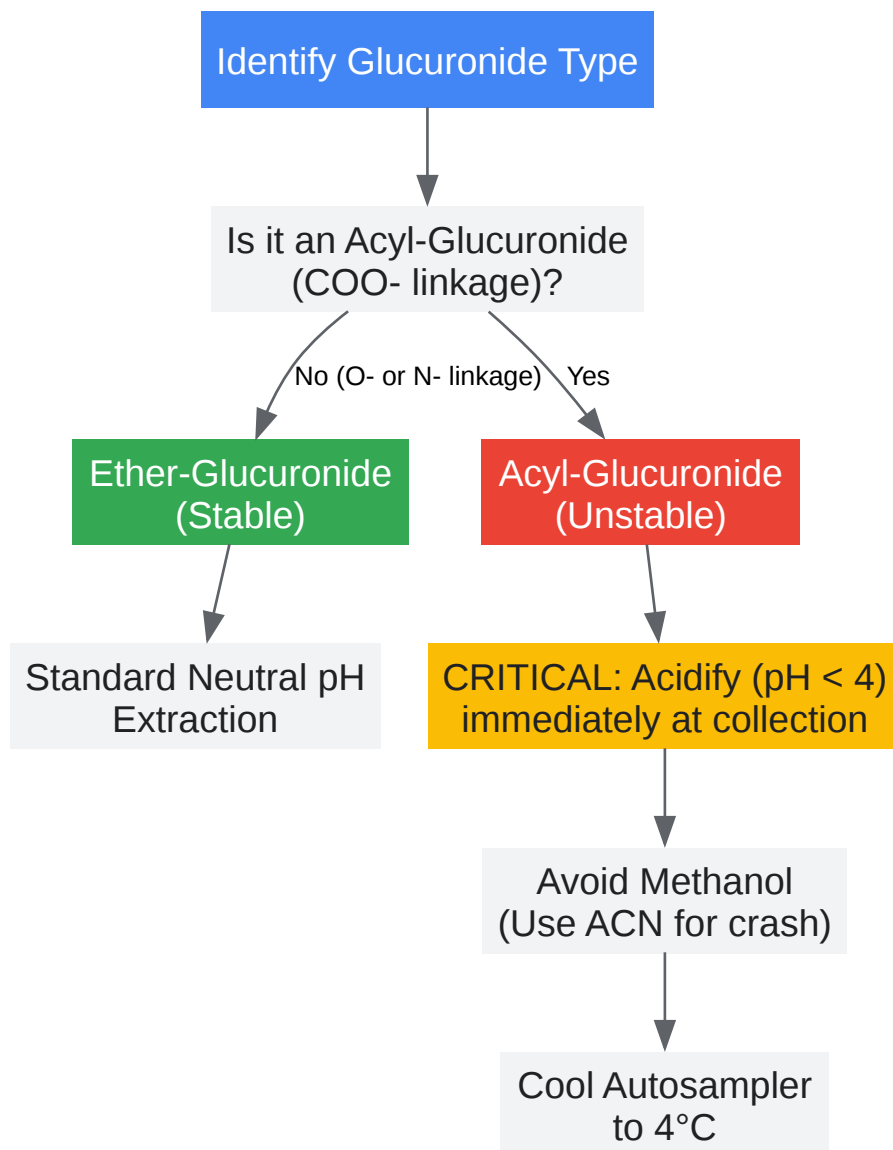 Identify Glucuronide Type
Is it an Acyl-Glucuronide
(COO- linkage)?
No (O- or N- linkage)
Yes
Ether-Glucuronide
(Stable)
Acyl-Glucuronide
(Unstable)
Standard Neutral pH
Extraction
CRITICAL: Acidify (pH < 4)
immediately at collection
Avoid Methanol
(Use ACN for crash)
Cool Autosampler
to 4°C